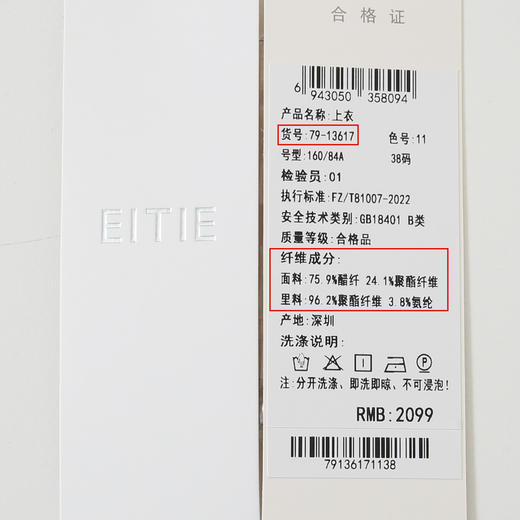 EITIE
合格证
6 943050 358094
产品名称:上衣
货号:79-13617 色号:11
号型:160/84A 38码
检验员:01
执行标准:FZ/T81007-2022
安全技术类别:GB18401 B类
质量等级:合格品
纤维成分:
面料:75.9%醋纤 24.1%聚酯纤维
里料:96.2%聚酯纤维 3.8%氨纶
产地:深圳
洗涤说明:
注:分开洗涤、即洗即晾、不可浸泡!
RMB:2099
79136171138